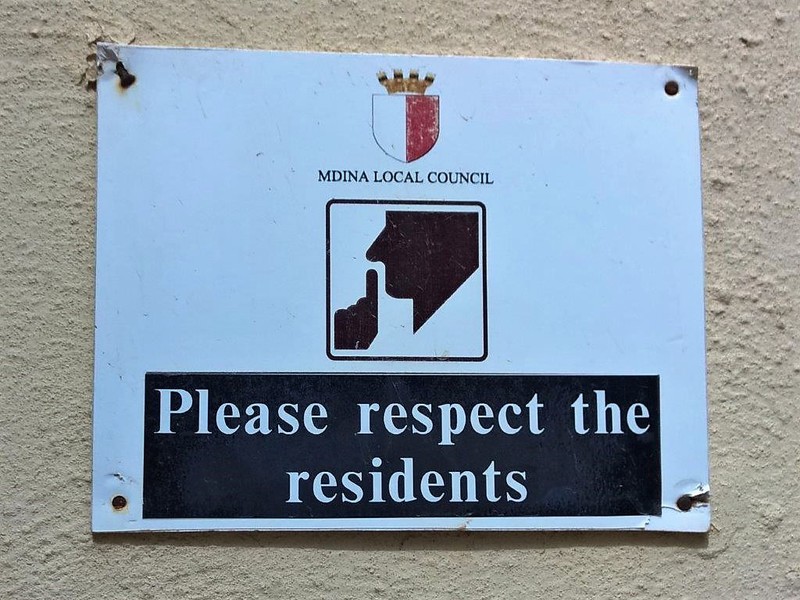 MDINA LOCAL COUNCIL
Please respect the
residents